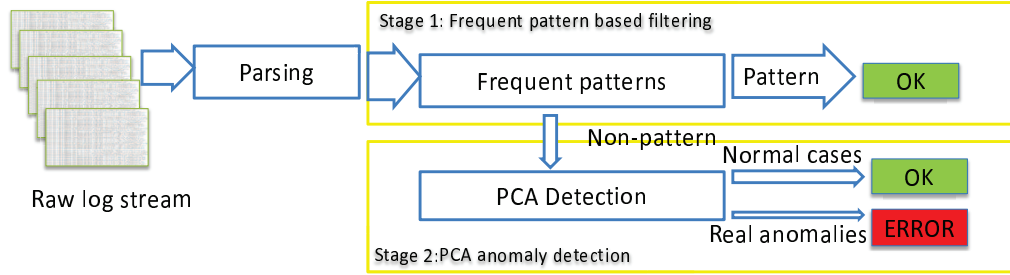 Stage 1: Frequent pattern based filtering
Parsing
Frequent patterns
Pattern
OK
Non-pattern
Raw log stream
PCA Detection
Normal cases
OK
Real anomalies
ERROR
Stage 2:PCA anomaly detection